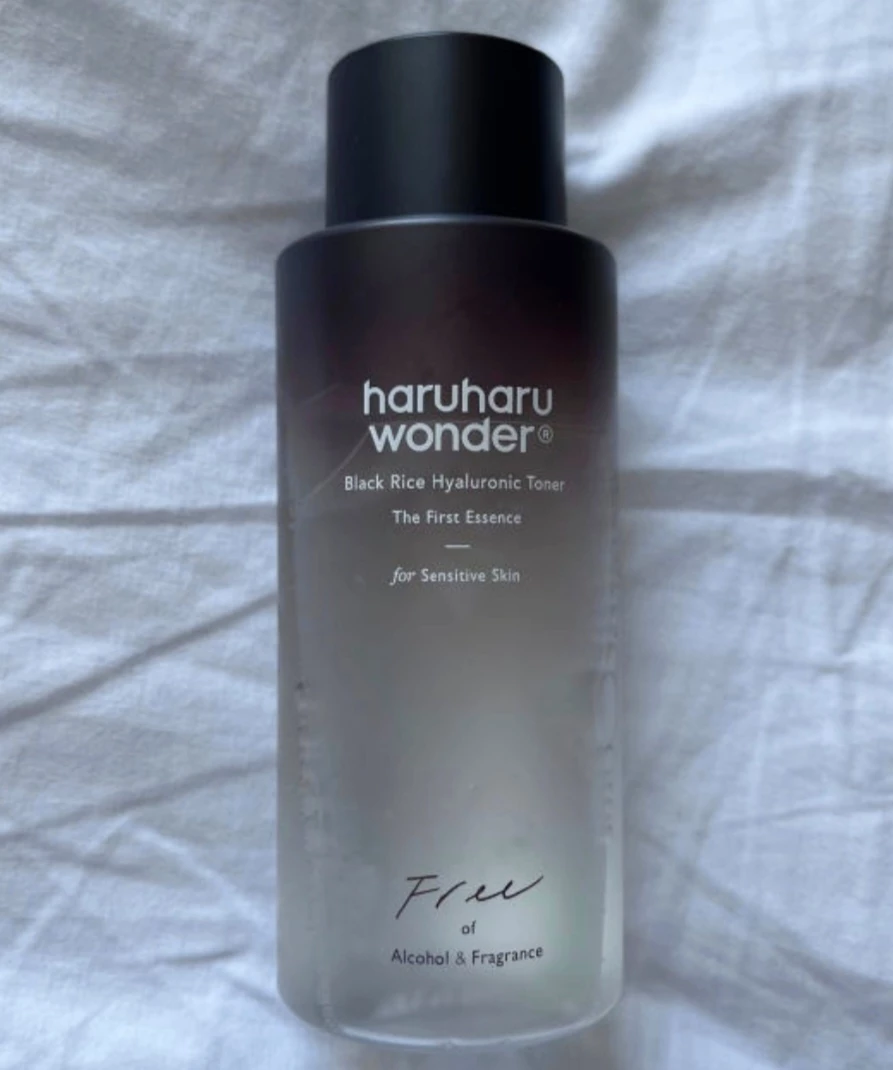 haruharu
wonder®
Black Rice Hyaluronic Toner
The First Essence
for Sensitive Skin
Free
of
Alcohol & Fragrance